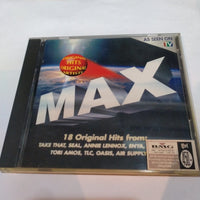 AS SEEN ON
TV
HITS
ORIGINAL
ARTISTS
MAX
18 Original Hits from:
TAKE THAT, SEAL, ANNIE LENNOX, ENYA,
TORI AMOS, TLC, OASIS, AIR SUPPLY
BMG